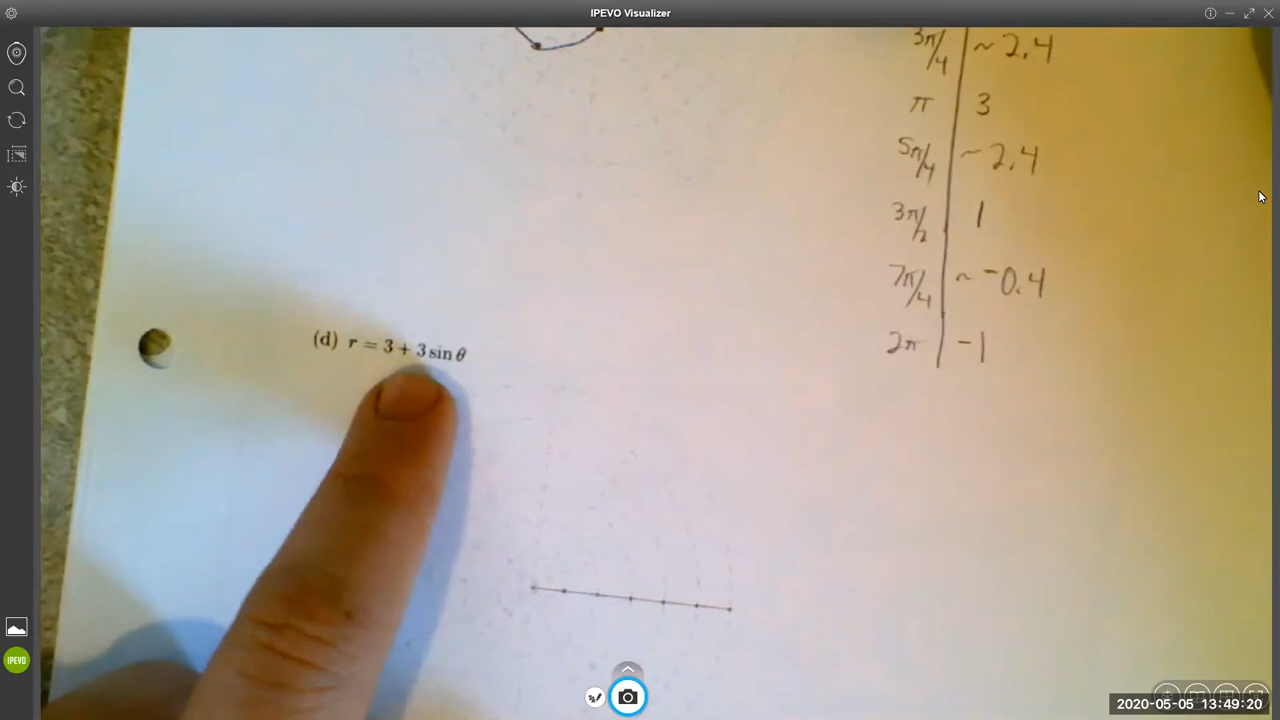 IPEVO Visualizer
3π/4 ~ 2.4
π 3
5π/4 ~ 2.4
3π/2 1
7π/4 ~ -0.4
2π -1
(d) r = 3 + 3 sin θ
IPEVO
2020-05-05 13:49:20